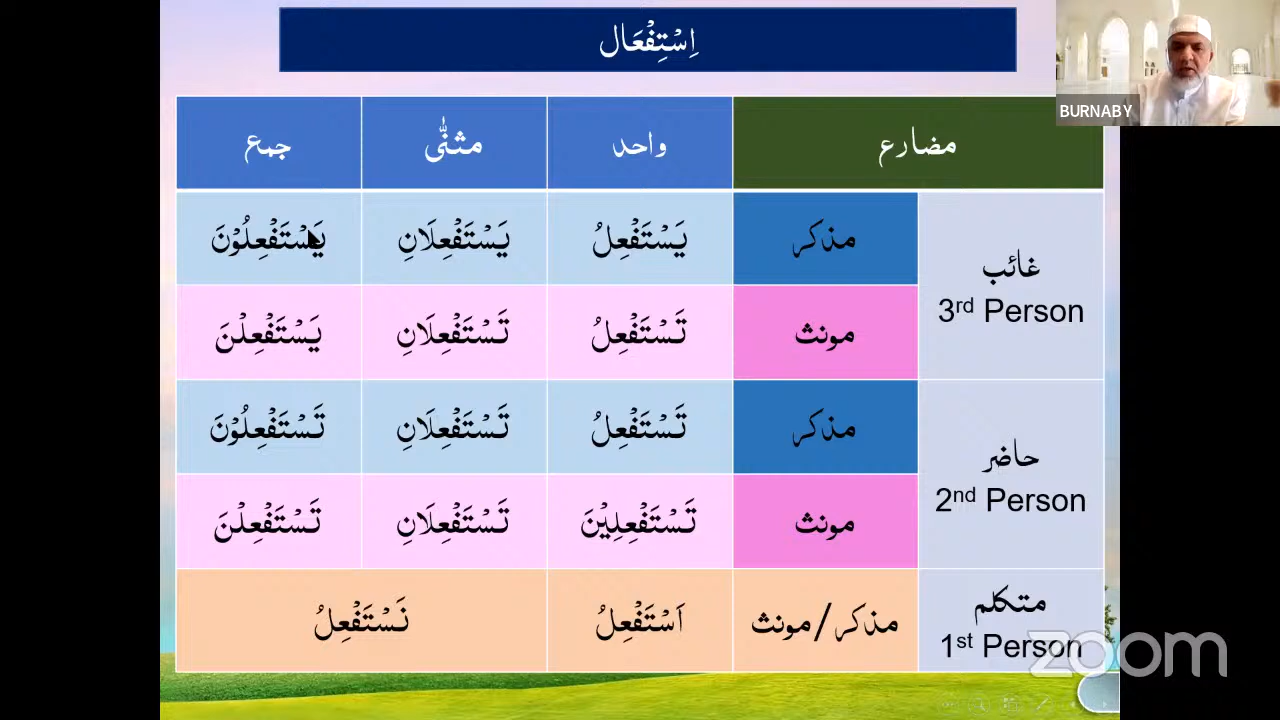 اِسْتِفْعَال
BURNABY
مضارع واحد مثنّٰی جمع
غائب
3rd Person
مذکر یَسْتَفْعِلُ یَسْتَفْعِلَانِ یَسْتَفْعِلُوْنَ
مونث تَسْتَفْعِلُ تَسْتَفْعِلَانِ یَسْتَفْعِلْنَ
حاضر
2nd Person
مذکر تَسْتَفْعِلُ تَسْتَفْعِلَانِ تَسْتَفْعِلُوْنَ
مونث تَسْتَفْعِلِیْنَ تَسْتَفْعِلَانِ تَسْتَفْعِلْنَ
متکلم
1st Person
مذکر/مونث اَسْتَفْعِلُ نَسْتَفْعِلُ
zoom